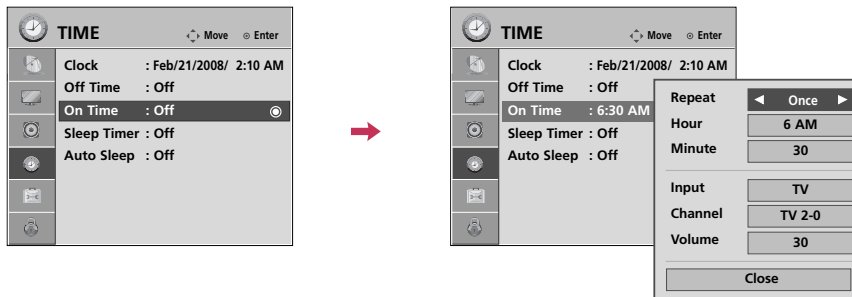 TIME Move Enter
Clock : Feb/21/2008/ 2:10 AM
Off Time : Off
On Time : Off
Sleep Timer : Off
Auto Sleep : Off
TIME Move Enter
Clock : Feb/21/2008/ 2:10 AM
Off Time : Off
On Time : 6:30 AM
Sleep Timer : Off
Auto Sleep : Off
Repeat ◀ Once ▶
Hour 6 AM
Minute 30
Input TV
Channel TV 2-0
Volume 30
Close